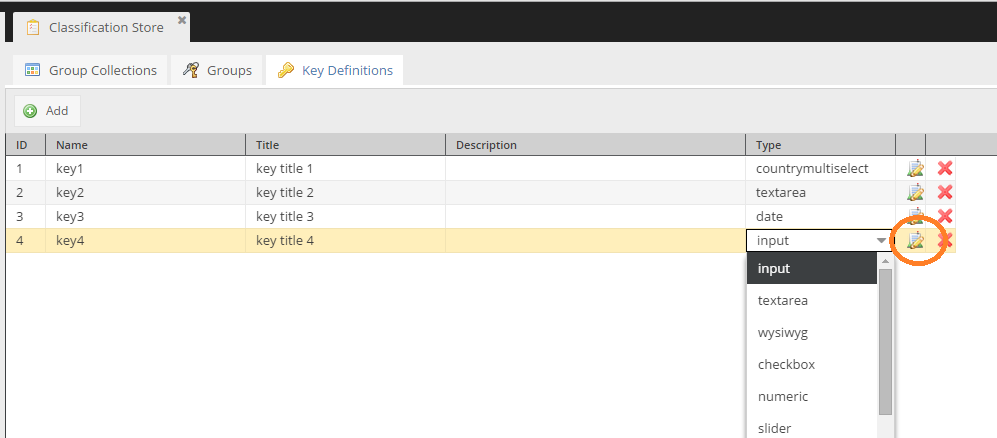 Classification Store
Group Collections Groups Key Definitions
Add
ID Name Title Description Type
1 key1 key title 1 countrymultiselect
2 key2 key title 2 textarea
3 key3 key title 3 date
4 key4 key title 4 input
input
textarea
wysiwyg
checkbox
numeric
slider